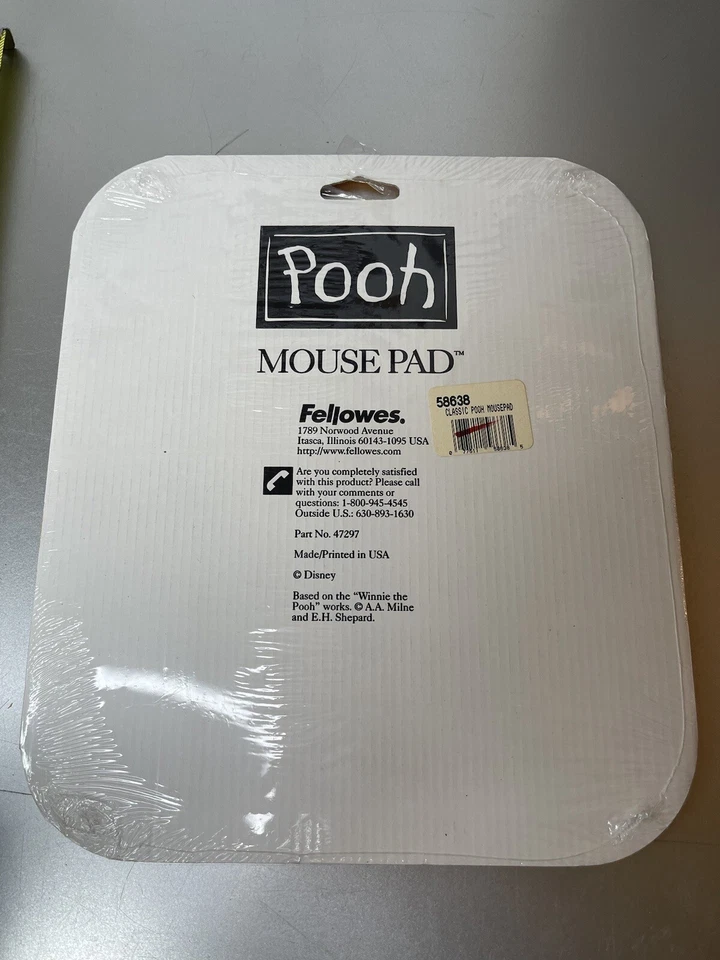 Pooh
MOUSE PAD™
Fellowes.
1789 Norwood Avenue
Itasca, Illinois 60143-1095 USA
http://www.fellowes.com
58638
CLASSIC POOH MOUSEPAD
Are you completely satisfied
with this product? Please call
with your comments or
questions: 1-800-945-4545
Outside U.S.: 630-893-1630
Part No. 47297
Made/Printed in USA
© Disney
Based on the “Winnie the
Pooh” works. © A.A. Milne
and E.H. Shepard.